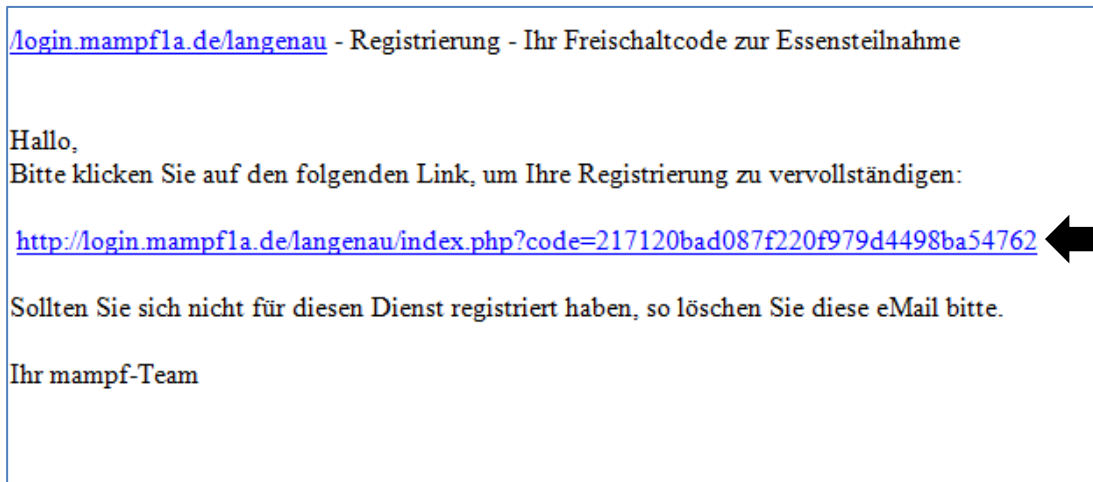 /login.mampf1a.de/langenau - Registrierung - Ihr Freischaltcode zur Essensteilnahme
Hallo,
Bitte klicken Sie auf den folgenden Link, um Ihre Registrierung zu vervollständigen:
http://login.mampf1a.de/langenau/index.php?code=217120bad087f220f979d4498ba54762
Sollten Sie sich nicht für diesen Dienst registriert haben, so löschen Sie diese eMail bitte.
Ihr mampf-Team